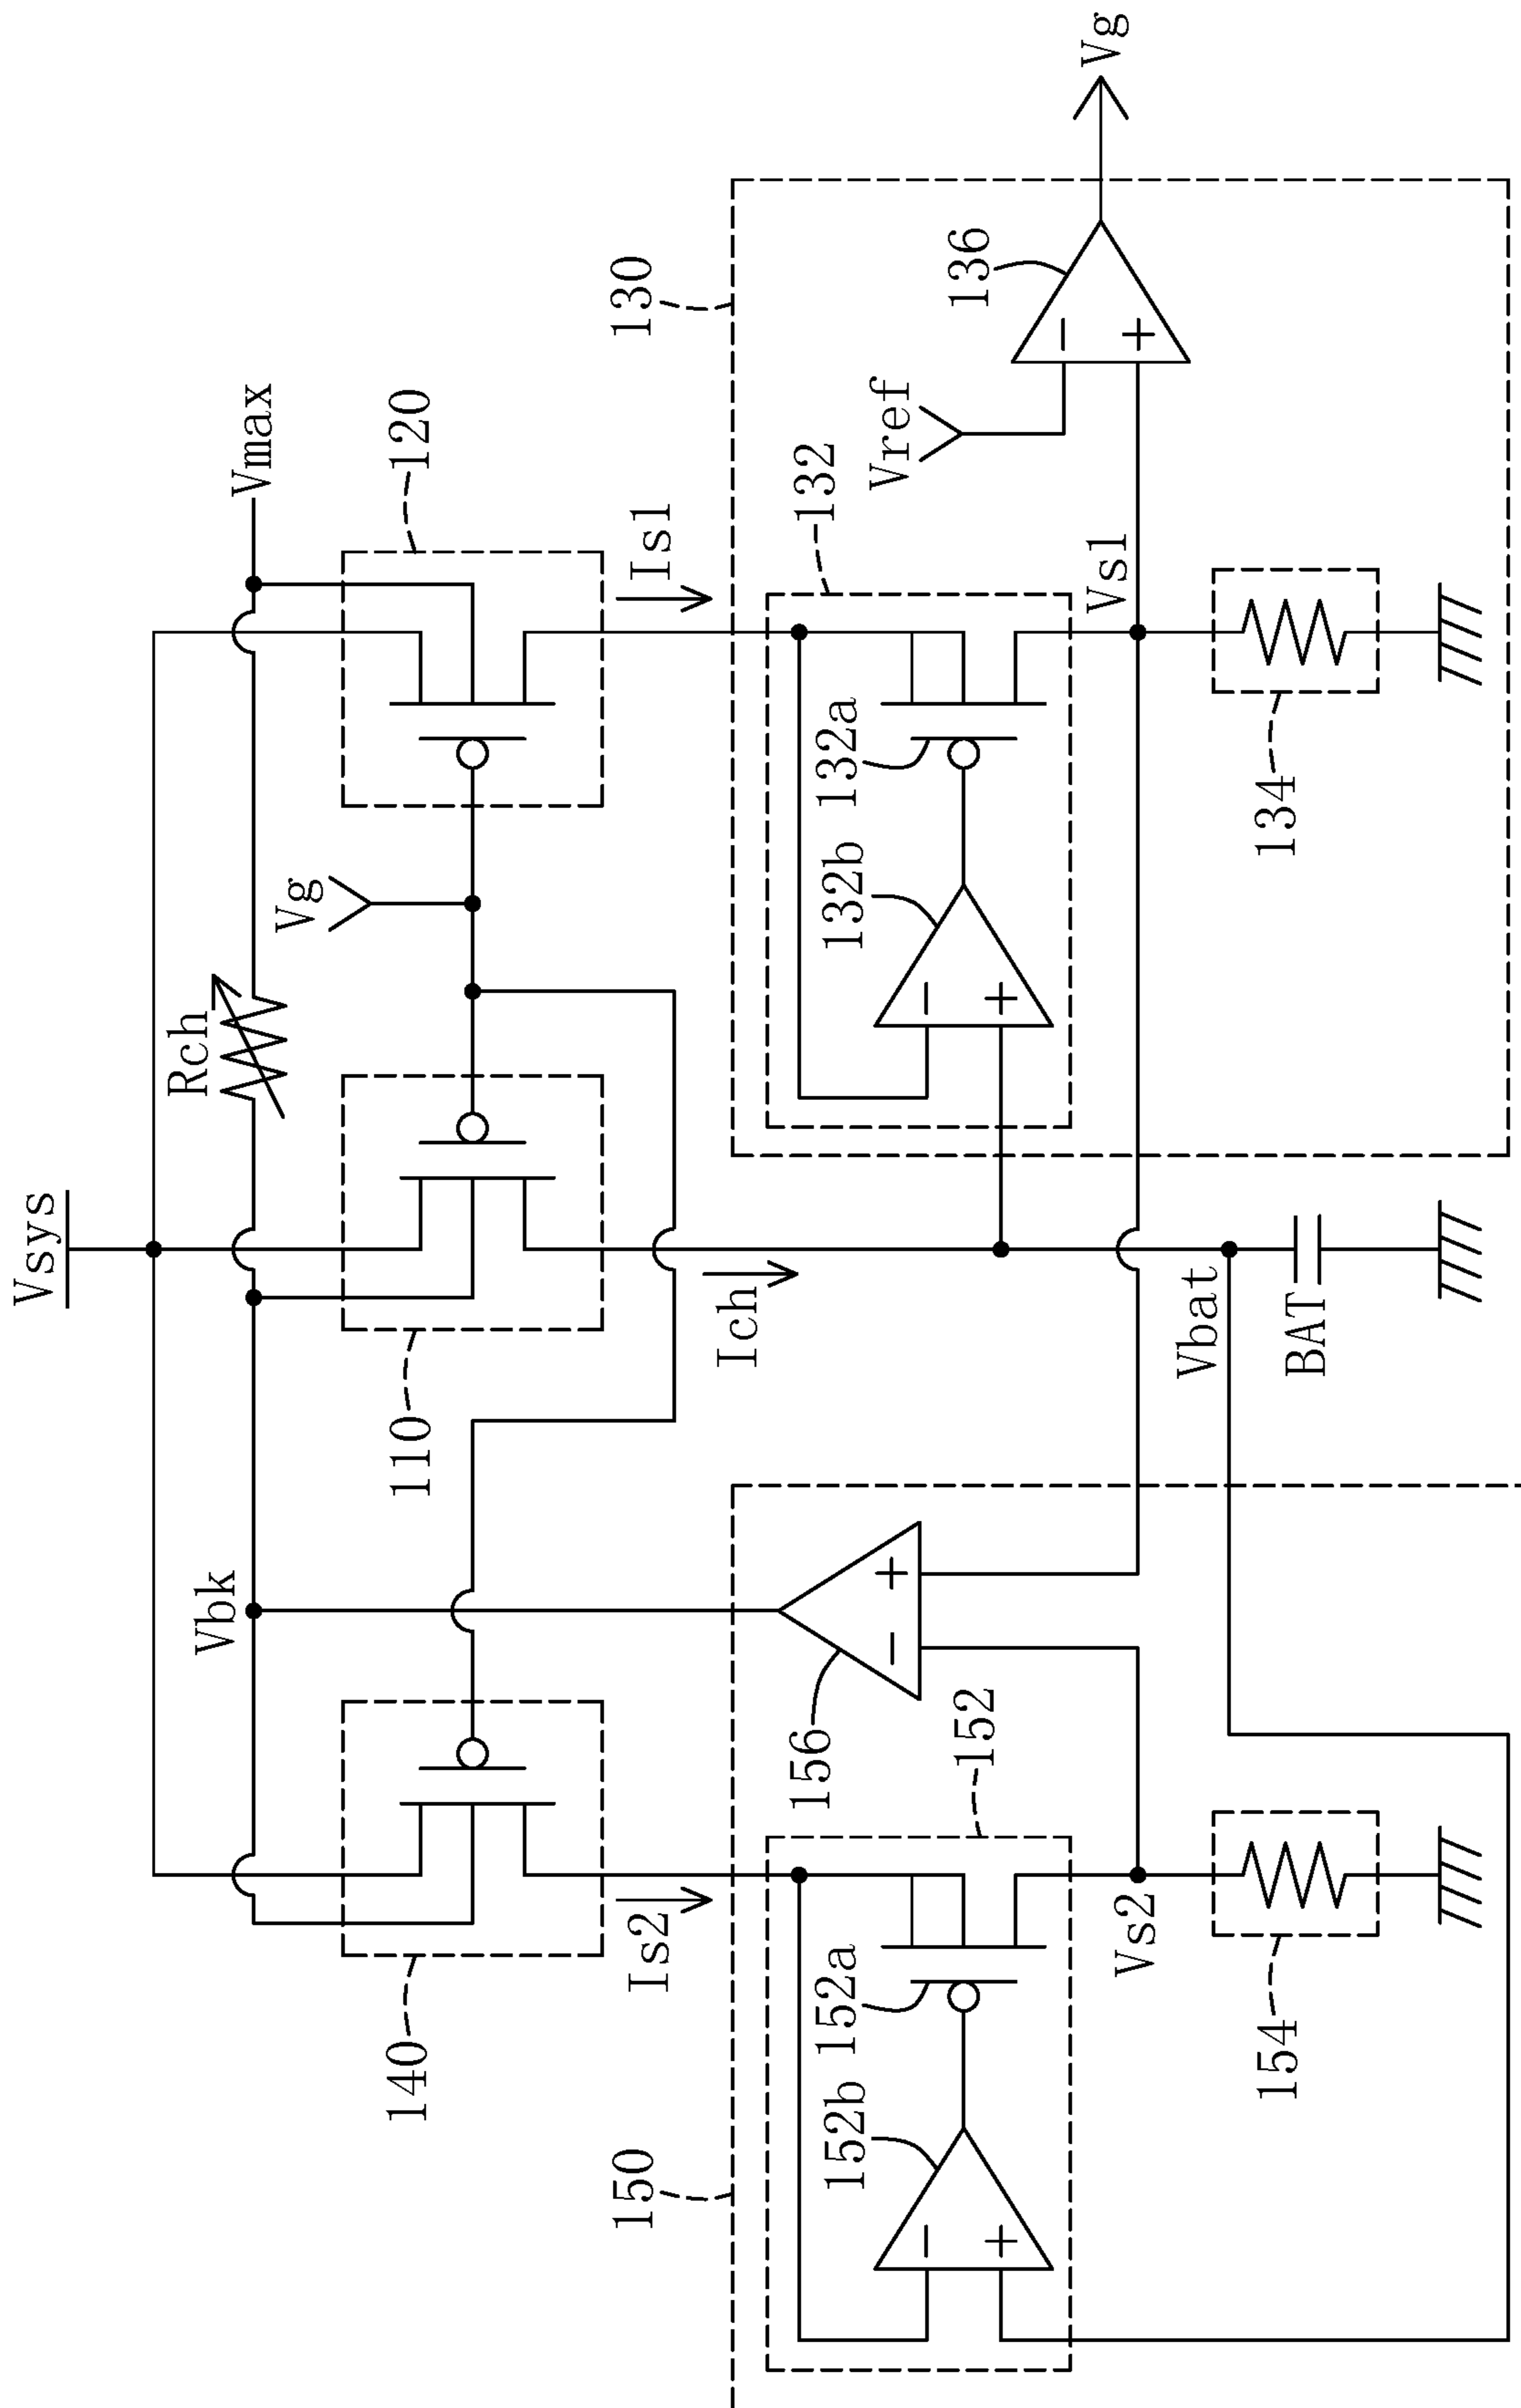 Vsys
Rch
Vbk
Vmax
Vg
140
110
120
150
Is2
130
Is1
Ich
156
132
152b
152a
132b
132a
Vref
152
136
Vs2
Vs1
Vg
Vbat
154
BAT
134